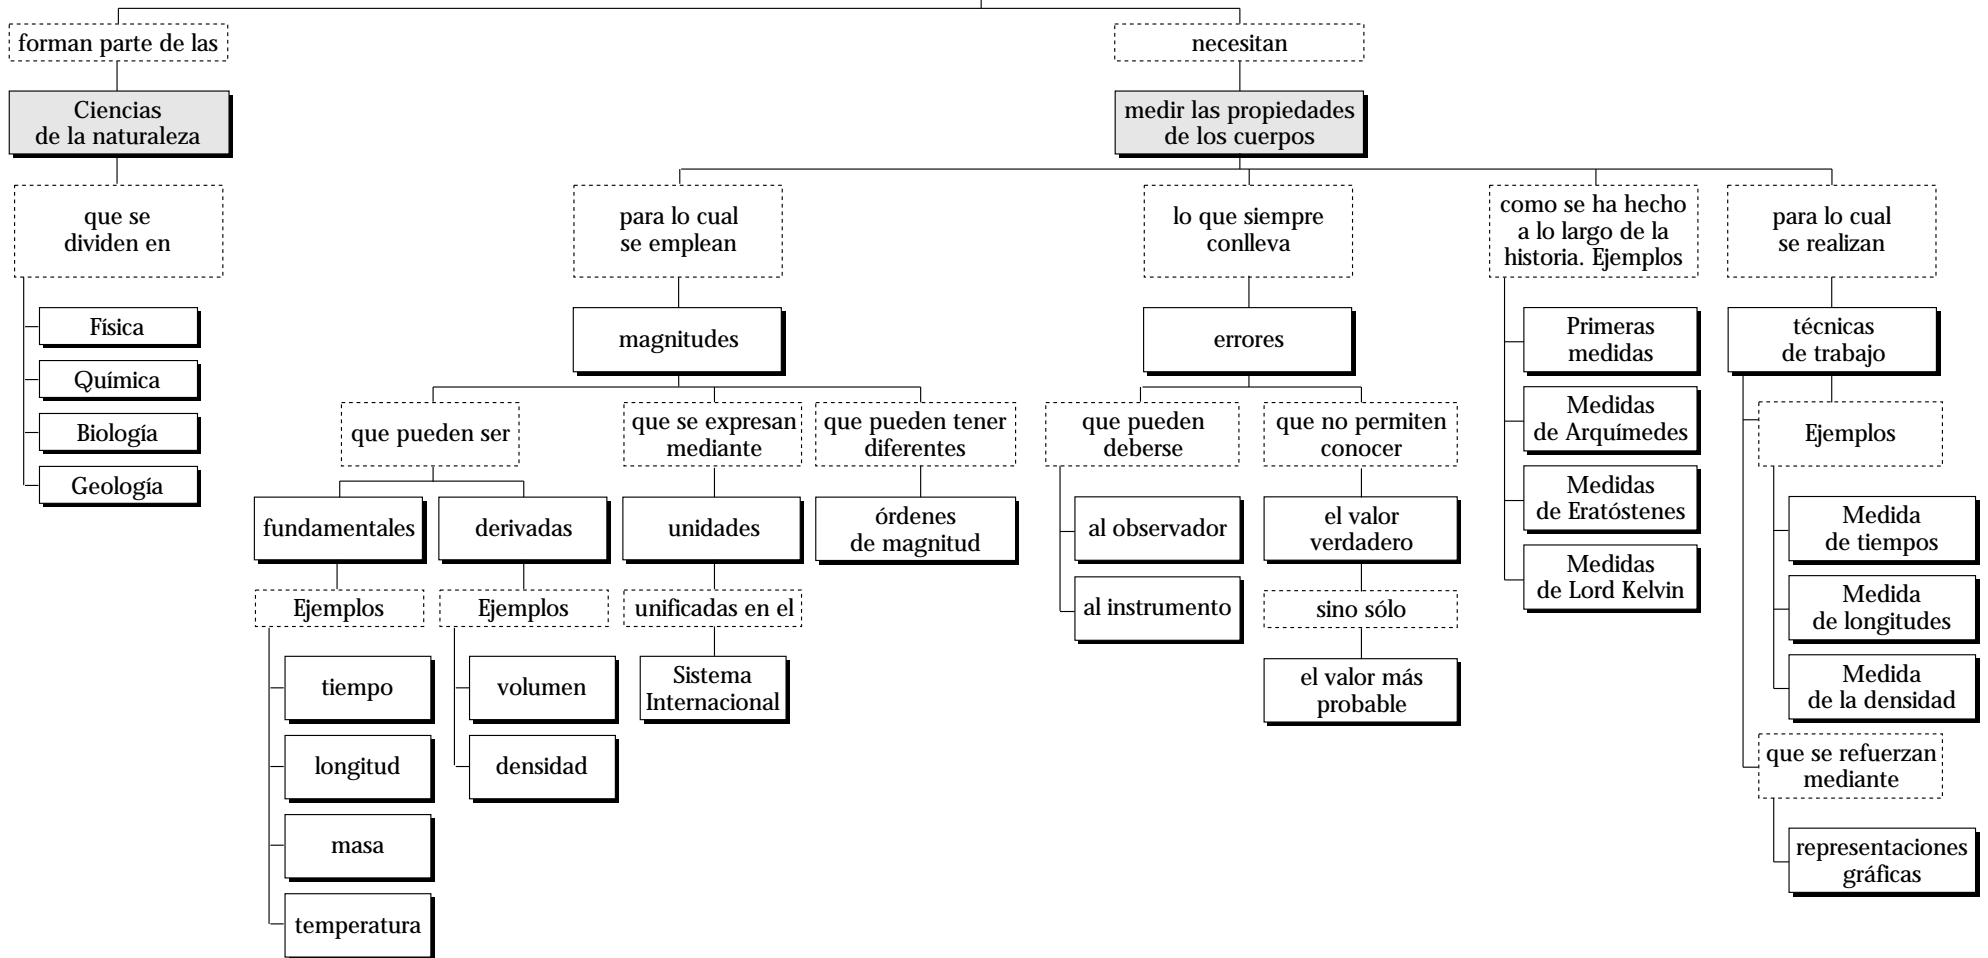 forman parte de las
Ciencias
de la naturaleza
que se
dividen en
Física
Química
Biología
Geología
necesitan
medir las propiedades
de los cuerpos
para lo cual
se emplean
magnitudes
que pueden ser
fundamentales
Ejemplos
tiempo
longitud
masa
temperatura
derivadas
Ejemplos
volumen
densidad
que se expresan
mediante
unidades
unificadas en el
Sistema
Internacional
que pueden tener
diferentes
órdenes
de magnitud
lo que siempre
conlleva
errores
que pueden
deberse
al observador
al instrumento
que no permiten
conocer
el valor
verdadero
sino sólo
el valor más
probable
como se ha hecho
a lo largo de la
historia. Ejemplos
Primeras
medidas
Medidas
de Arquímedes
Medidas
de Eratóstenes
Medidas
de Lord Kelvin
para lo cual
se realizan
técnicas
de trabajo
Ejemplos
Medida
de tiempos
Medida
de longitudes
Medida
de la densidad
que se refuerzan
mediante
representaciones
gráficas